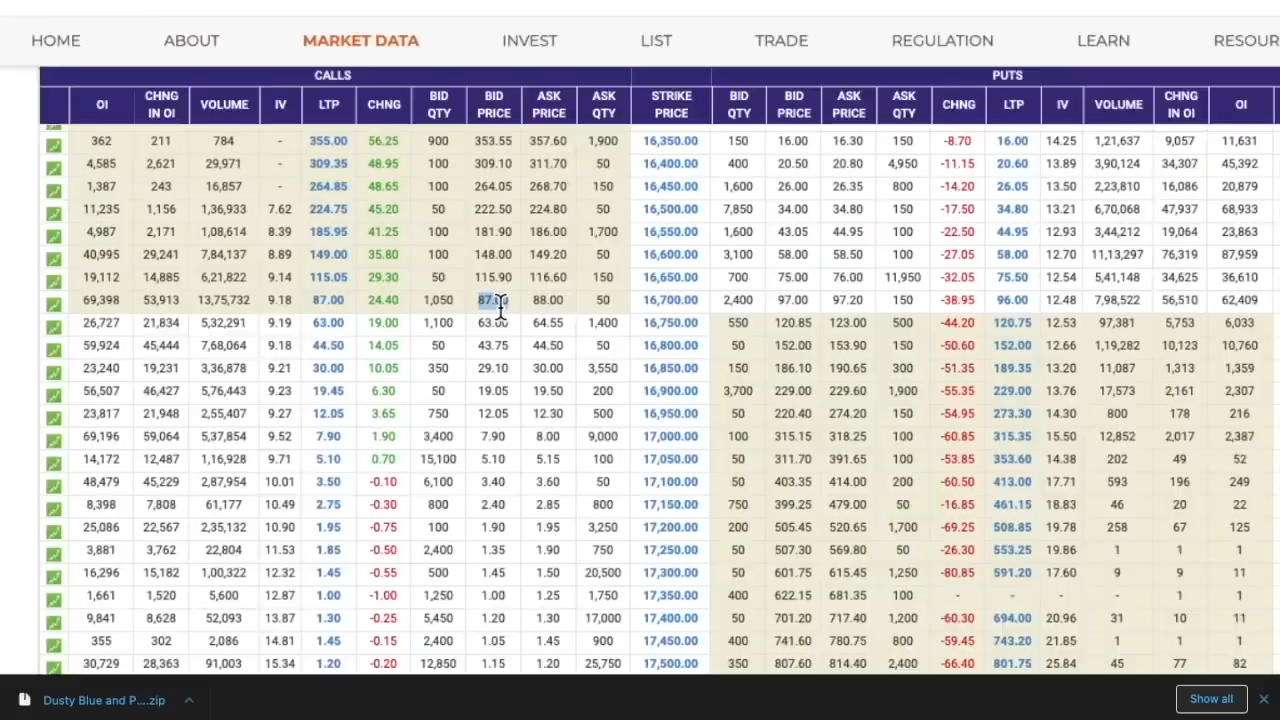 HOME ABOUT MARKET DATA INVEST LIST TRADE REGULATION LEARN RESOUR
CALLS PUTS
OI CHNG IN OI VOLUME IV LTP CHNG BID QTY BID PRICE ASK PRICE ASK QTY STRIKE PRICE BID QTY BID PRICE ASK PRICE ASK QTY CHNG LTP IV VOLUME CHNG IN OI OI
362 211 784 - 355.00 56.25 900 353.55 357.60 1,900 16,350.00 150 16.00 16.30 150 -8.70 16.00 14.25 1,21,637 9,057 11,631
4,585 2,621 29,971 - 309.35 48.95 100 309.10 311.70 50 16,400.00 400 20.50 20.80 4,950 -11.15 20.60 13.89 3,90,124 34,307 45,392
1,387 243 16,857 - 264.85 48.65 100 264.05 268.70 150 16,450.00 1,600 26.00 26.35 800 -14.20 26.05 13.50 2,23,810 16,086 20,879
11,235 1,156 1,36,933 7.62 224.75 45.20 50 222.50 224.80 50 16,500.00 7,850 34.00 34.80 150 -17.50 34.80 13.21 6,70,068 47,937 68,933
4,987 2,171 1,08,614 8.39 185.95 41.25 100 181.90 186.00 1,700 16,550.00 1,600 43.05 44.95 100 -22.50 44.95 12.93 3,44,212 19,064 23,863
40,995 29,241 7,84,137 8.89 149.00 35.80 100 148.00 149.20 50 16,600.00 3,100 58.00 58.50 100 -27.05 58.00 12.70 11,13,297 76,319 87,959
19,112 14,885 6,21,822 9.14 115.05 29.30 50 115.90 116.60 150 16,650.00 700 75.00 76.00 11,950 -32.05 75.50 12.54 5,41,148 34,625 36,610
69,398 53,913 13,75,732 9.18 87.00 24.40 1,050 88.00 50 16,700.00 2,400 97.00 97.20 150 -38.95 96.00 12.48 7,98,522 56,510 62,409
26,727 21,834 5,32,291 9.19 63.00 19.00 1,100 63.00 64.55 1,400 16,750.00 550 120.85 123.00 500 -44.20 120.75 12.53 97,381 5,753 6,033
59,924 45,444 7,68,064 9.18 44.50 14.05 50 43.75 44.50 50 16,800.00 50 152.00 153.90 150 -50.60 152.00 12.66 1,19,282 10,123 10,760
23,240 19,231 3,36,878 9.21 30.00 10.05 350 29.10 30.00 3,550 16,850.00 150 186.10 190.65 300 -51.35 189.35 13.20 11,087 1,313 1,359
56,507 46,427 5,76,443 9.23 19.45 6.30 50 19.05 19.50 200 16,900.00 3,700 229.00 229.60 1,900 -55.35 229.00 13.76 17,573 2,161 2,307
23,817 21,948 2,55,407 9.27 12.05 3.65 750 12.05 12.30 500 16,950.00 50 220.40 274.20 150 -54.95 273.30 14.30 800 178 216
69,196 59,064 5,37,854 9.52 7.90 1.90 3,400 7.90 8.00 9,000 17,000.00 100 315.15 318.25 100 -60.85 315.35 15.50 12,852 2,017 2,387
14,172 12,487 1,16,928 9.71 5.10 0.70 15,100 5.10 5.15 100 17,050.00 50 311.70 391.65 100 -53.85 353.60 14.38 202 49 52
48,479 45,229 2,87,954 10.01 3.50 -0.10 6,100 3.40 3.60 50 17,100.00 50 403.35 414.00 200 -60.50 413.00 17.71 593 196 249
8,398 7,808 61,177 10.49 2.75 -0.30 800 2.40 2.85 800 17,150.00 750 399.25 479.00 50 -16.85 461.15 18.83 46 20 22
25,086 22,567 2,35,132 10.90 1.95 -0.75 100 1.90 1.95 3,250 17,200.00 200 505.45 520.65 1,700 -69.25 508.85 19.78 258 67 125
3,881 3,762 22,804 11.53 1.85 -0.50 2,400 1.35 1.90 750 17,250.00 50 507.30 569.80 50 -26.30 553.25 19.86 1 1 1
16,296 15,182 1,00,322 12.32 1.45 -0.55 500 1.45 1.50 20,500 17,300.00 50 601.75 615.45 1,250 -80.85 591.20 17.60 9 9 11
1,661 1,520 5,600 12.87 1.00 -1.00 1,250 1.00 1.25 1,750 17,350.00 400 622.15 681.35 100 - - - - 1 1
9,841 8,628 52,093 13.87 1.30 -0.25 5,450 1.20 1.30 17,000 17,400.00 50 701.20 717.40 1,200 -60.30 694.00 20.96 31 10 11
355 302 2,086 14.81 1.45 -0.15 2,400 1.05 1.45 900 17,450.00 400 741.60 780.75 800 -59.45 743.20 21.85 1 1 1
30,729 28,363 91,003 15.34 1.20 -0.20 12,850 1.15 1.20 25,750 17,500.00 350 807.60 814.40 2,400 -66.40 801.75 25.84 45 77 82
Dusty Blue and P....zip Show all